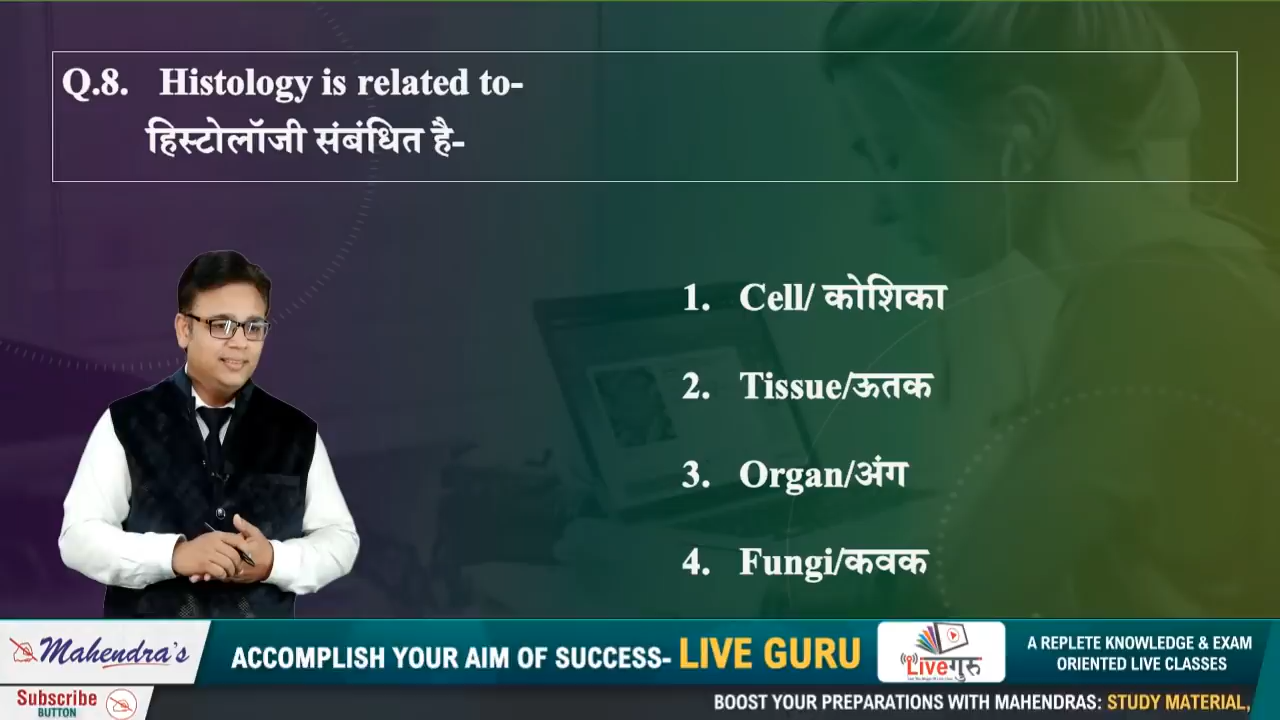 Q.8. Histology is related to-
हिस्टोलॉजी संबंधित है-
1. Cell/ कोशिका
2. Tissue/ऊतक
3. Organ/अंग
4. Fungi/कवक
Mahendra's
ACCOMPLISH YOUR AIM OF SUCCESS- LIVE GURU
Liveगुरु
A REPLETE KNOWLEDGE & EXAM
ORIENTED LIVE CLASSES
Subscribe
BUTTON
BOOST YOUR PREPARATIONS WITH MAHENDRAS: STUDY MATERIAL,